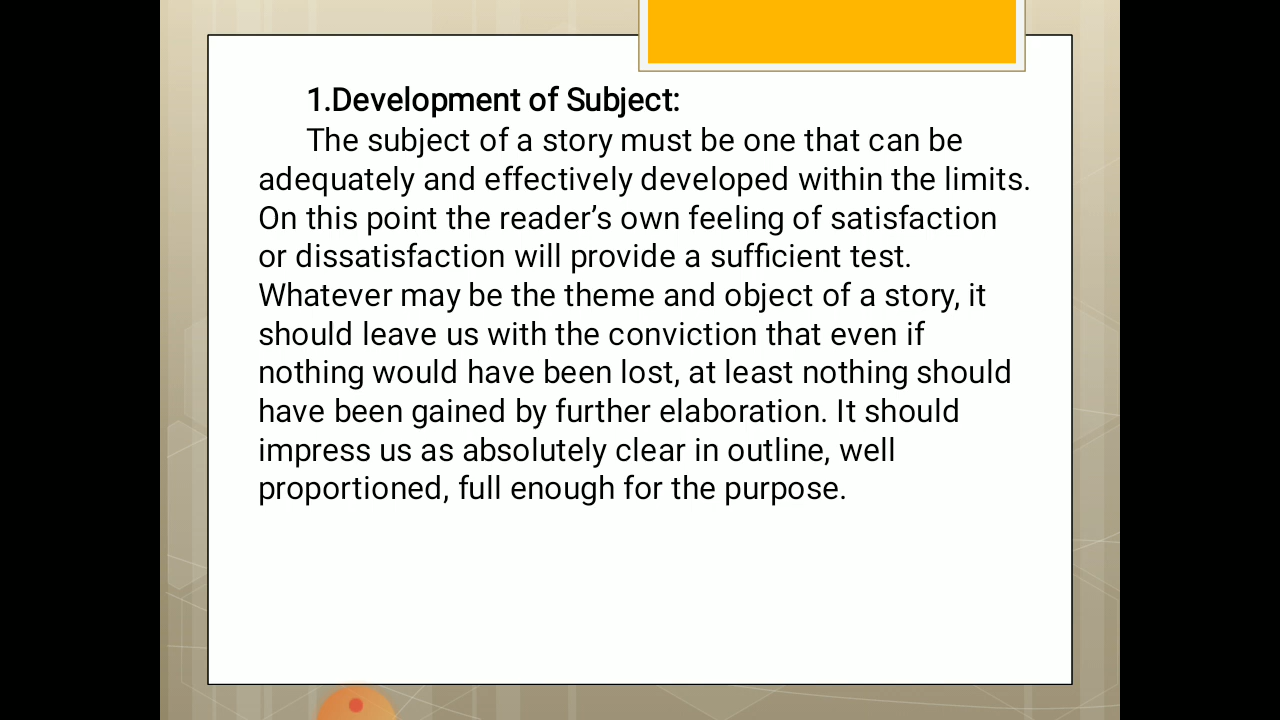 1.Development of Subject:
The subject of a story must be one that can be
adequately and effectively developed within the limits.
On this point the reader’s own feeling of satisfaction
or dissatisfaction will provide a sufficient test.
Whatever may be the theme and object of a story, it
should leave us with the conviction that even if
nothing would have been lost, at least nothing should
have been gained by further elaboration. It should
impress us as absolutely clear in outline, well
proportioned, full enough for the purpose.